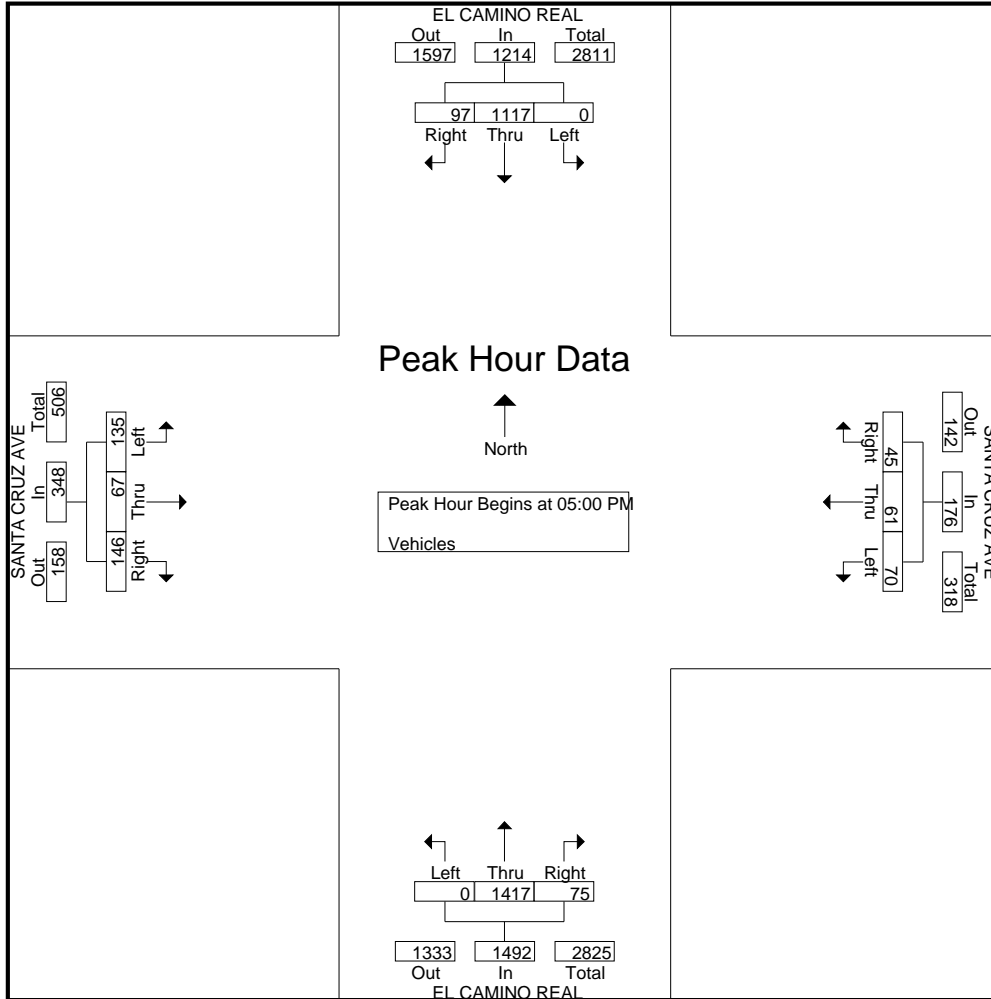 EL CAMINO REAL
Out In Total
1597 1214 2811
97 1117 0
Right Thru Left
Peak Hour Data
North
Peak Hour Begins at 05:00 PM
Vehicles
SANTA CRUZ AVE
Total In Out
506 348 158
135 67 146
Left Thru Right
Right Thru Left
45 61 70
Out In Total
142 176 318
SANTA CRUZ AVE
Left Thru Right
0 1417 75
1333 1492 2825
Out In Total
EL CAMINO REAL